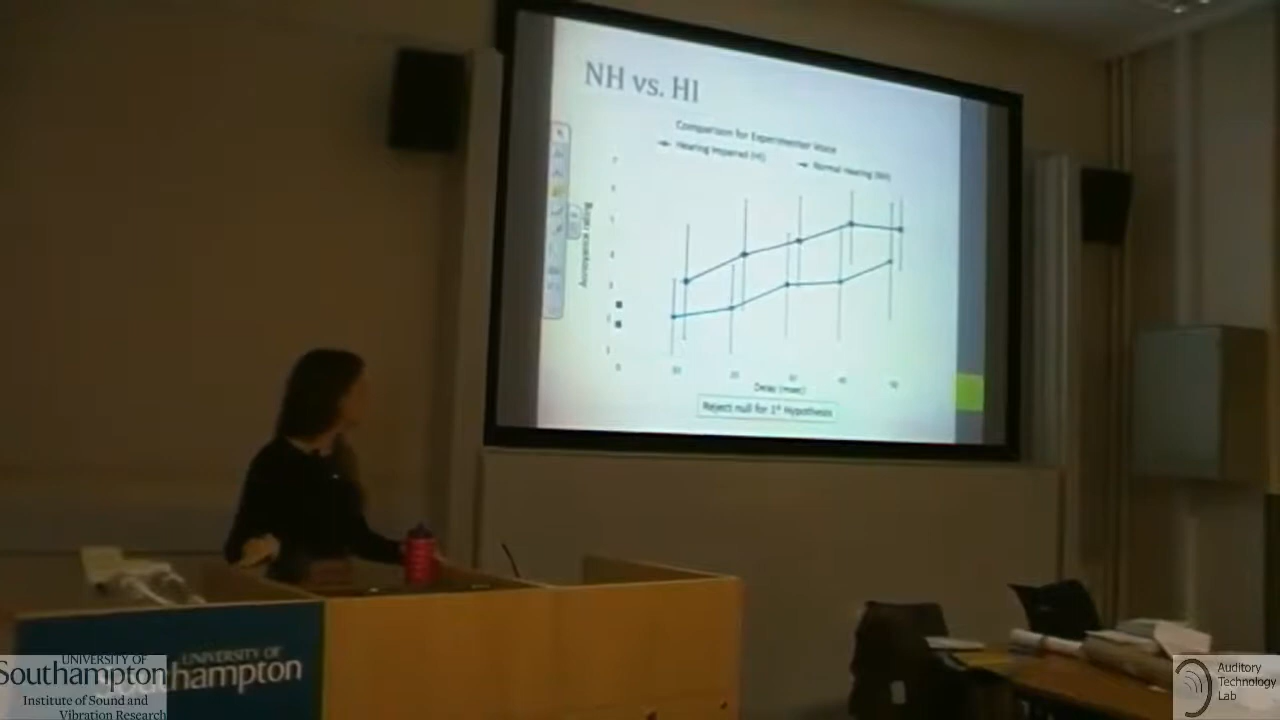 NH vs. HI
Comparison for Experimenter Voice
Hearing Impaired (HI)
Normal Hearing (NH)
Delay (msec)
Reject null for 1st Hypothesis
UNIVERSITY OF
Southampton
UNIVERSITY OF
Southampton
Institute of Sound and
Vibration Research
Auditory
Technology
Lab